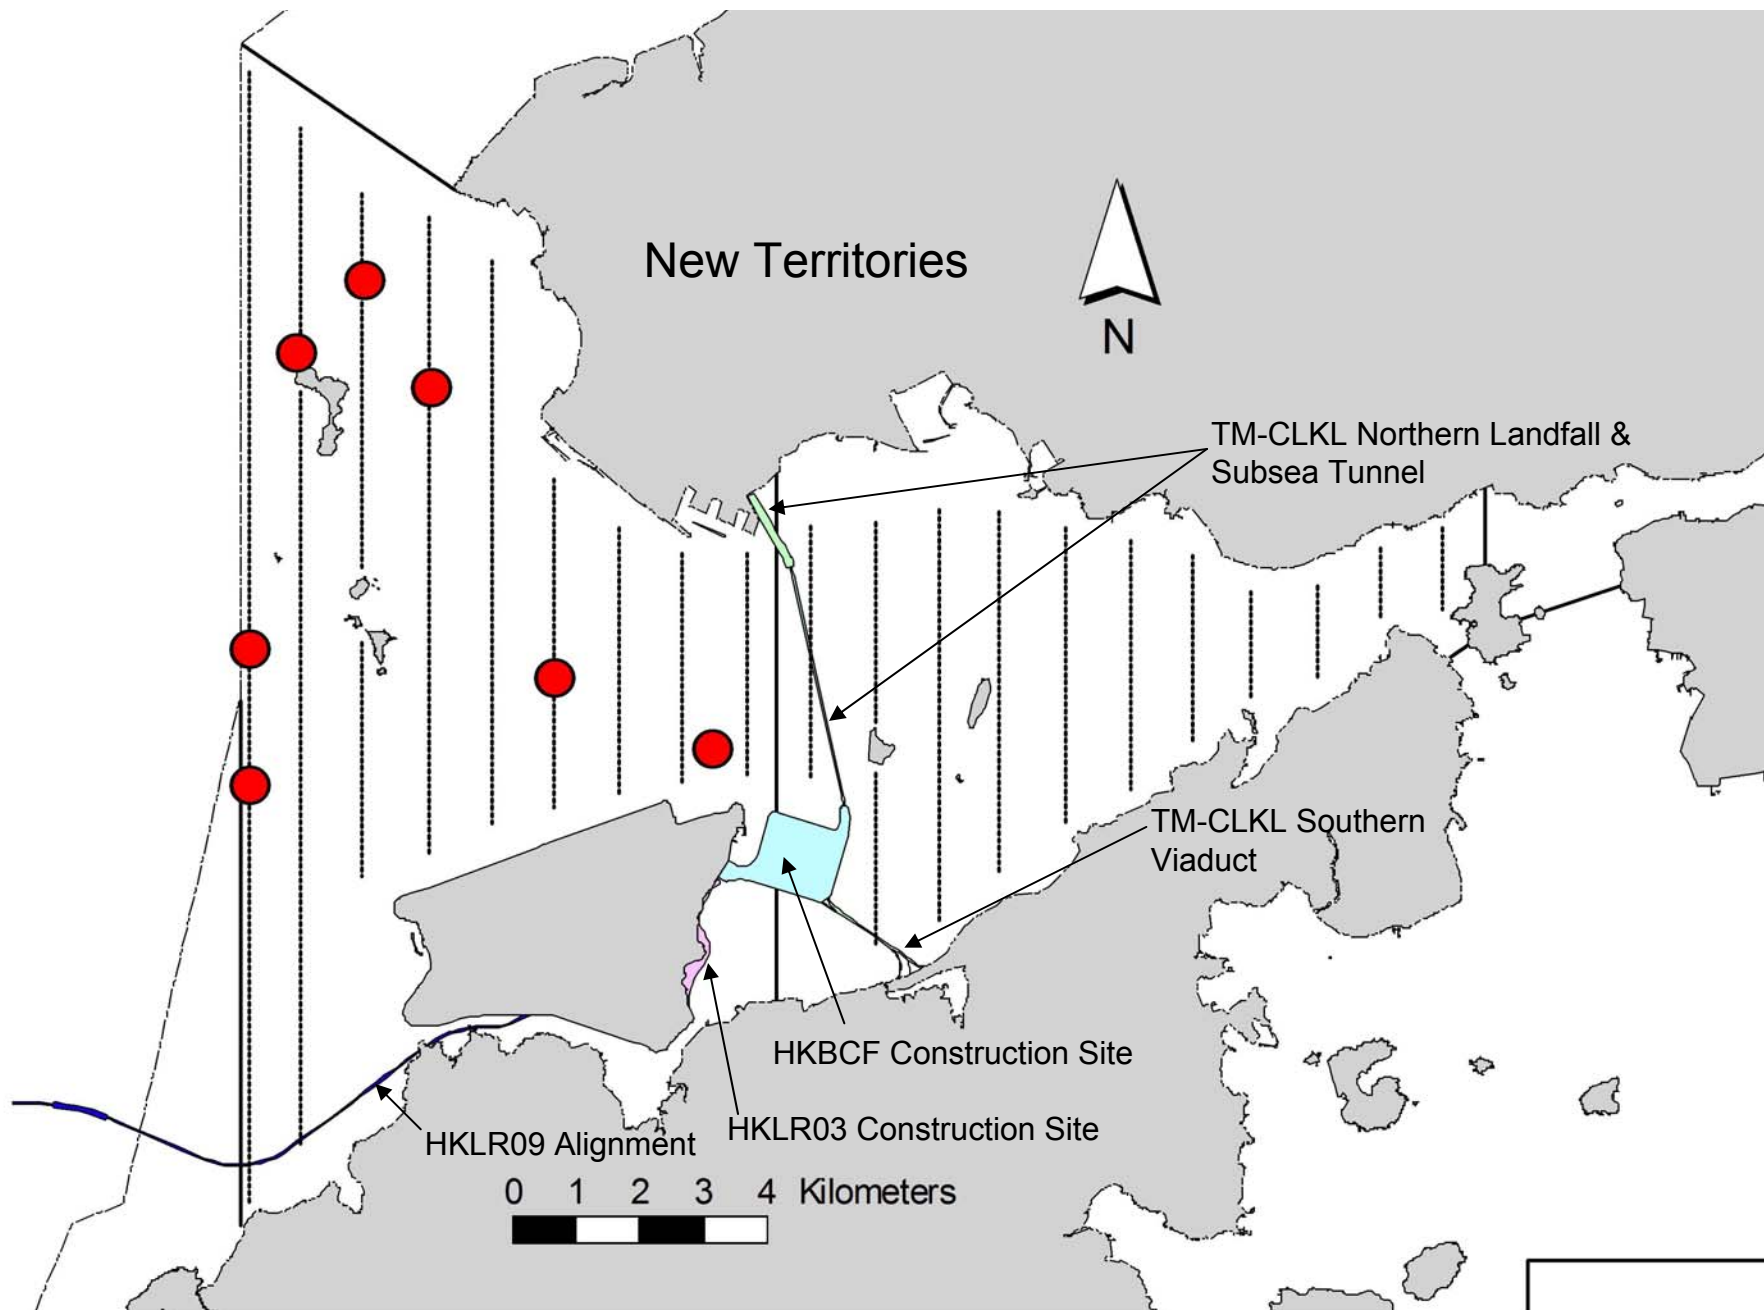 New Territories
N
TM-CLKL Northern Landfall &
Subsea Tunnel
TM-CLKL Southern
Viaduct
HKBCF Construction Site
HKLR03 Construction Site
HKLR09 Alignment
0 1 2 3 4 Kilometers